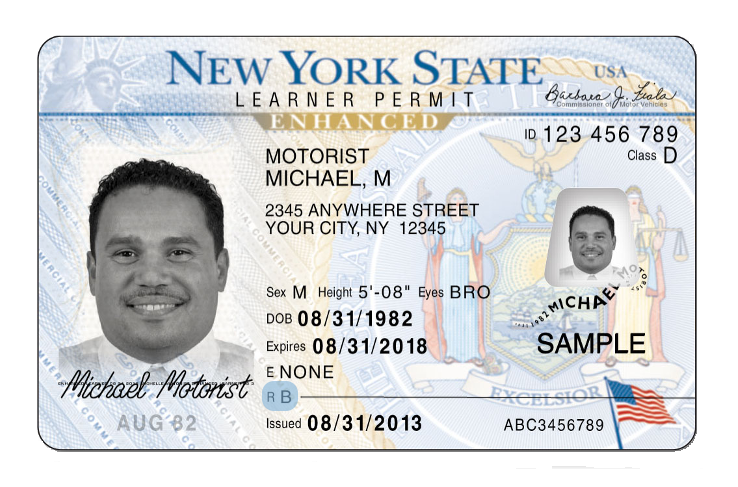 NEW YORK STATE USA
LEARNER PERMIT
Barbara J. Fiala
Commissioner of Motor Vehicles
ENHANCED
ID 123 456 789
Class D
MOTORIST
MICHAEL, M
2345 ANYWHERE STREET
YOUR CITY, NY 12345
Sex M Height 5'-08" Eyes BRO
DOB 08/31/1982
Expires 08/31/2018
E NONE
R B
Issued 08/31/2013
MICHAEL MOTO
SAMPLE
EXCELSIOR
ABC3456789
Michael Motorist
AUG 82